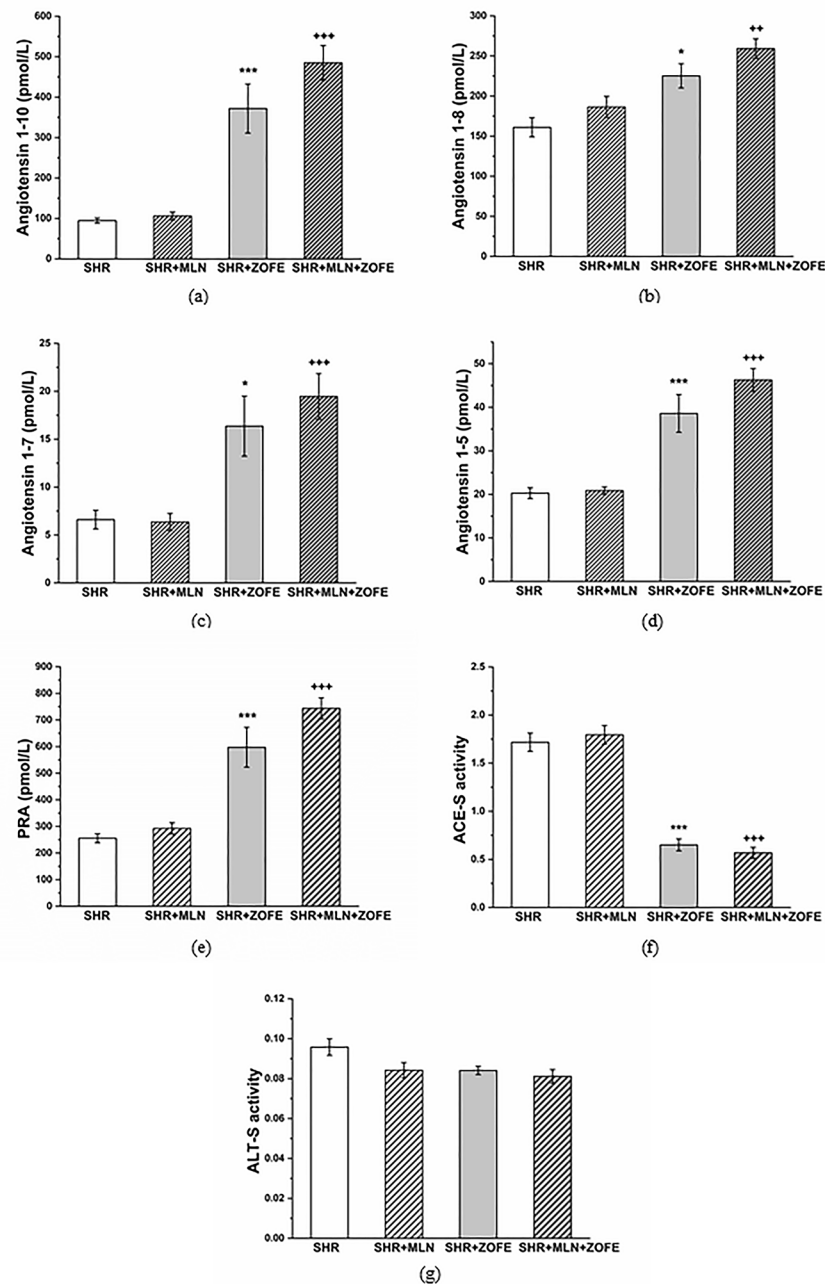 Angiotensin 1-10 (pmol/L)
600
500
400
300
200
100
0
***
+++
SHR SHR+MLN SHR+ZOFE SHR+MLN+ZOFE
(a)
Angiotensin 1-8 (pmol/L)
300
250
200
150
100
50
0
*
++
SHR SHR+MLN SHR+ZOFE SHR+MLN+ZOFE
(b)
Angiotensin 1-7 (pmol/L)
25
20
15
10
5
0
*
+++
SHR SHR+MLN SHR+ZOFE SHR+MLN+ZOFE
(c)
Angiotensin 1-5 (pmol/L)
50
40
30
20
10
0
***
+++
SHR SHR+MLN SHR+ZOFE SHR+MLN+ZOFE
(d)
PRA (pmol/L)
900
800
700
600
500
400
300
200
100
0
***
+++
SHR SHR+MLN SHR+ZOFE SHR+MLN+ZOFE
(e)
ACE-S activity
2.5
2.0
1.5
1.0
0.5
0.0
***
+++
SHR SHR+MLN SHR+ZOFE SHR+MLN+ZOFE
(f)
ALT-S activity
0.12
0.10
0.08
0.06
0.04
0.02
0.00
SHR SHR+MLN SHR+ZOFE SHR+MLN+ZOFE
(g)